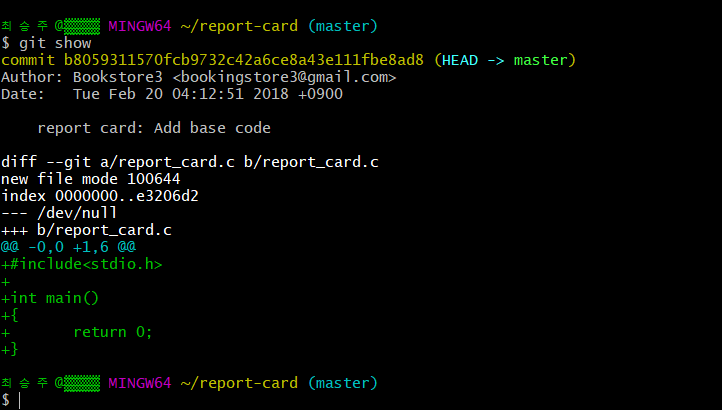 최 승 주 @▒▒▒▒ MINGW64 ~/report-card (master)
$ git show
commit b8059311570fcb9732c42a6ce8a43e111fbe8ad8 (HEAD -> master)
Author: Bookstore3 <bookingstore3@gmail.com>
Date:   Tue Feb 20 04:12:51 2018 +0900
    report card: Add base code
diff --git a/report_card.c b/report_card.c
new file mode 100644
index 0000000..e3206d2
--- /dev/null
+++ b/report_card.c
@@ -0,0 +1,6 @@
+#include<stdio.h>
+
+int main()
+{
+       return 0;
+}
최 승 주 @▒▒▒▒ MINGW64 ~/report-card (master)
$